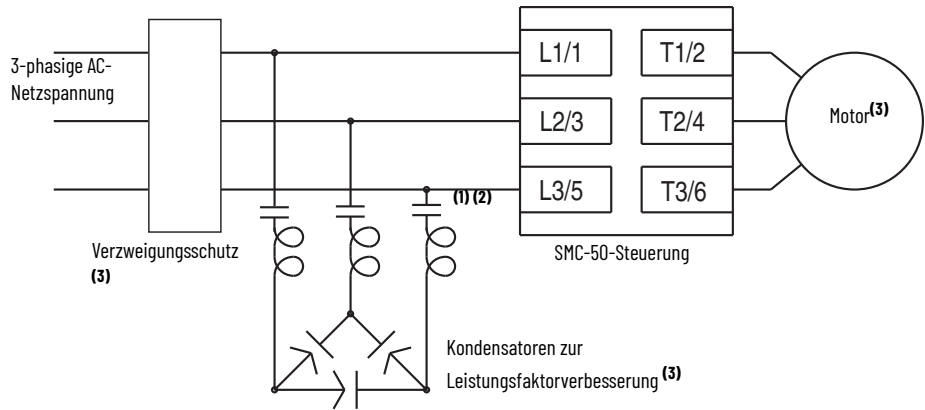 3-phasige AC-
Netzspannung
L1/1
T1/2
L2/3
T2/4
Motor(3)
L3/5
T3/6
(1) (2)
Verzweigungsschutz
(3)
SMC-50-Steuerung
Kondensatoren zur
Leistungsfaktorverbesserung (3)